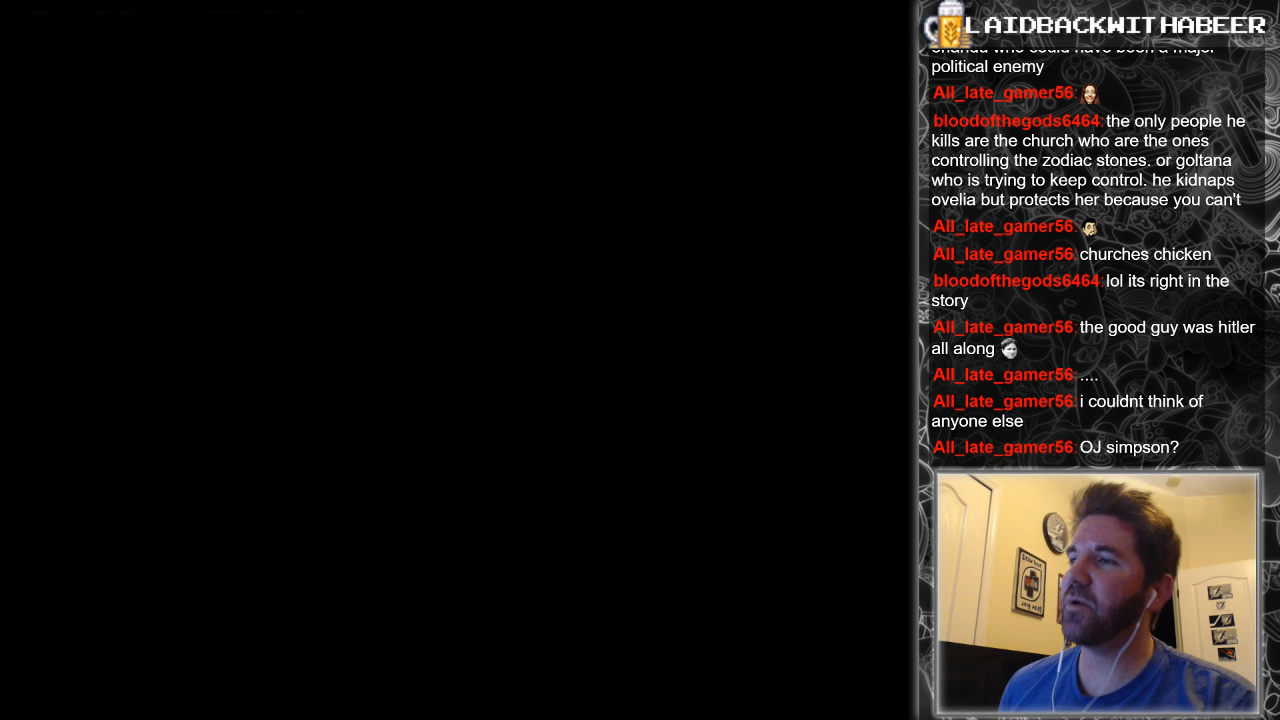 LAIDBACKWITHABEER
political enemy
All_late_gamer56:
bloodofthegods6464: the only people he
kills are the church who are the ones
controlling the zodiac stones. or goltana
who is trying to keep control. he kidnaps
ovelia but protects her because you can't
All_late_gamer56:
All_late_gamer56: churches chicken
bloodofthegods6464: lol its right in the
story
All_late_gamer56: the good guy was hitler
all along
All_late_gamer56: ....
All_late_gamer56: i couldnt think of
anyone else
All_late_gamer56: OJ simpson?